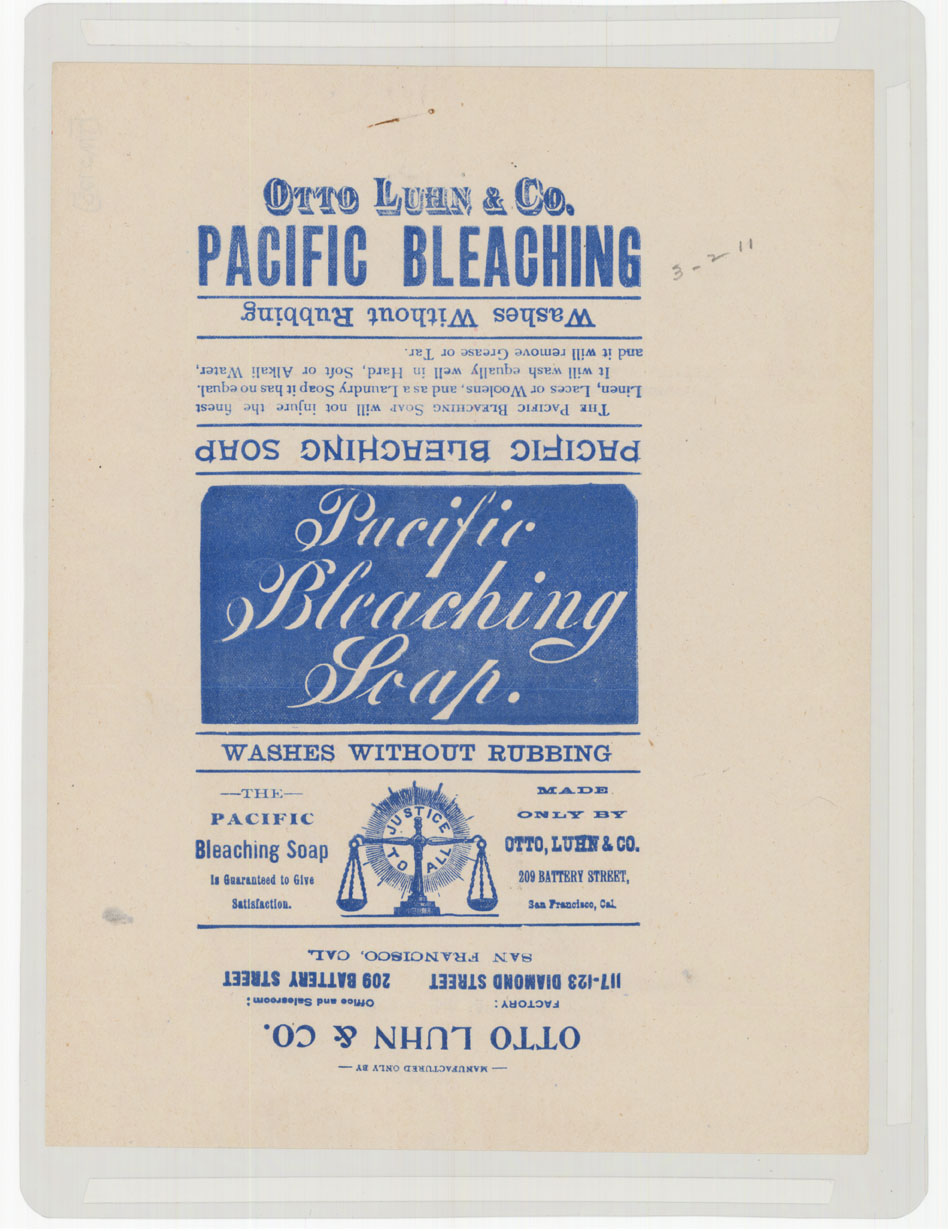 Otto Luhn & Co.
PACIFIC BLEACHING
Washes Without Rubbing
THE PACIFIC BLEACHING SOAP will not injure the finest
Linen, Laces or Woolens, and as a Laundry Soap it has no equal.
It will wash equally well in Hard, Soft or Alkali Water,
and it will remove Grease or Tar.
PACIFIC BLEACHING SOAP
Pacific
Bleaching
Soap.
WASHES WITHOUT RUBBING
—THE—
PACIFIC
Bleaching Soap
Is Guaranteed to Give
Satisfaction.
JUSTICE
TO ALL
MADE
ONLY BY
OTTO, LUHN & CO.
209 BATTERY STREET,
San Francisco, Cal.
— MANUFACTURED ONLY BY —
OTTO LUHN & CO.
FACTORY: Office and Salesroom:
117-123 DIAMOND STREET 209 BATTERY STREET
SAN FRANCISCO, CAL.
3-2 11